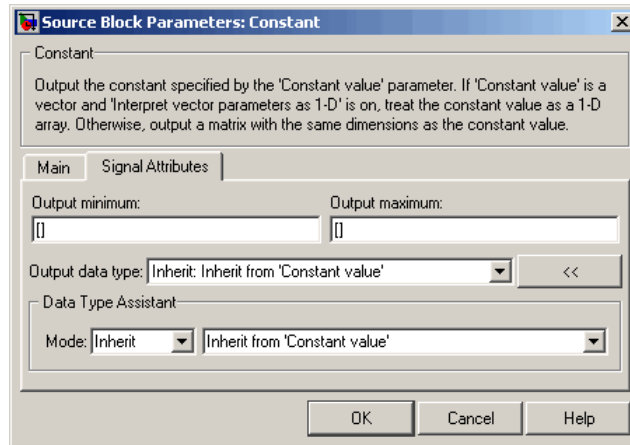 Source Block Parameters: Constant
Constant
Output the constant specified by the 'Constant value' parameter. If 'Constant value' is a
vector and 'Interpret vector parameters as 1-D' is on, treat the constant value as a 1-D
array. Otherwise, output a matrix with the same dimensions as the constant value.
Main Signal Attributes
Output minimum: Output maximum:
[] []
Output data type: Inherit: Inherit from 'Constant value' <<
Data Type Assistant
Mode: Inherit Inherit from 'Constant value'
OK Cancel Help